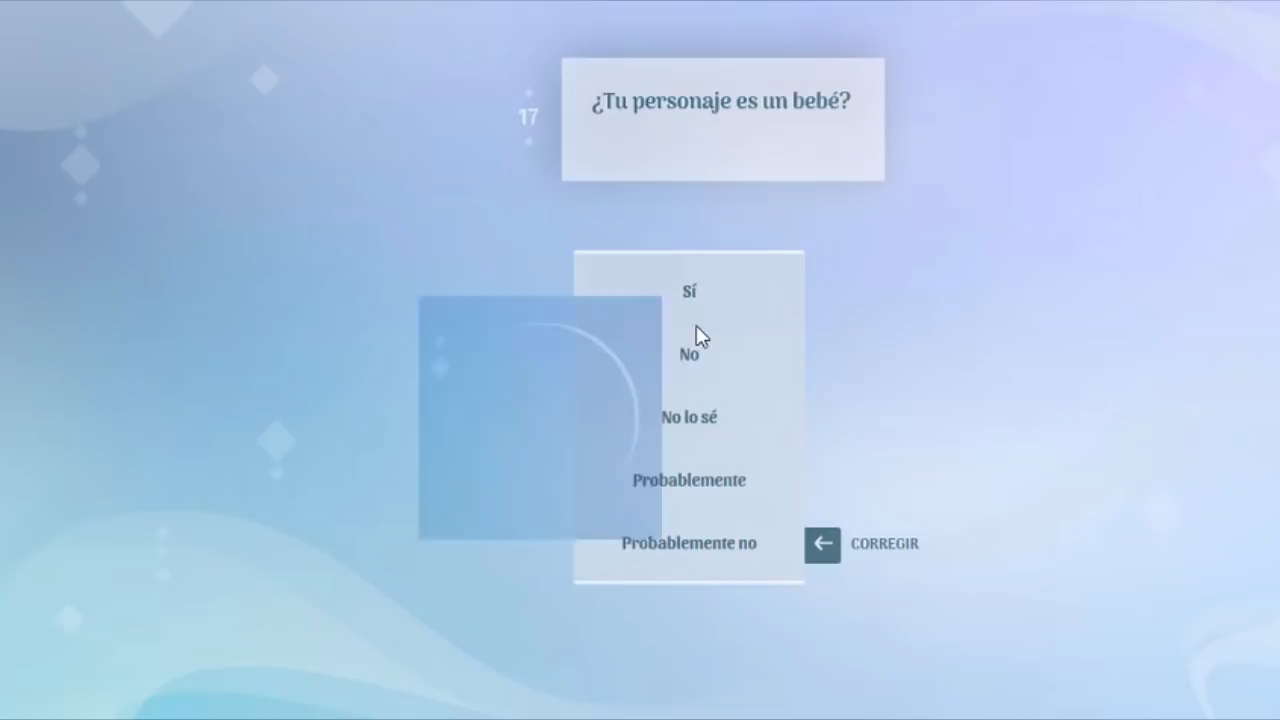 17
¿Tu personaje es un bebé?
Sí
No
No lo sé
Probablemente
Probablemente no
CORREGIR